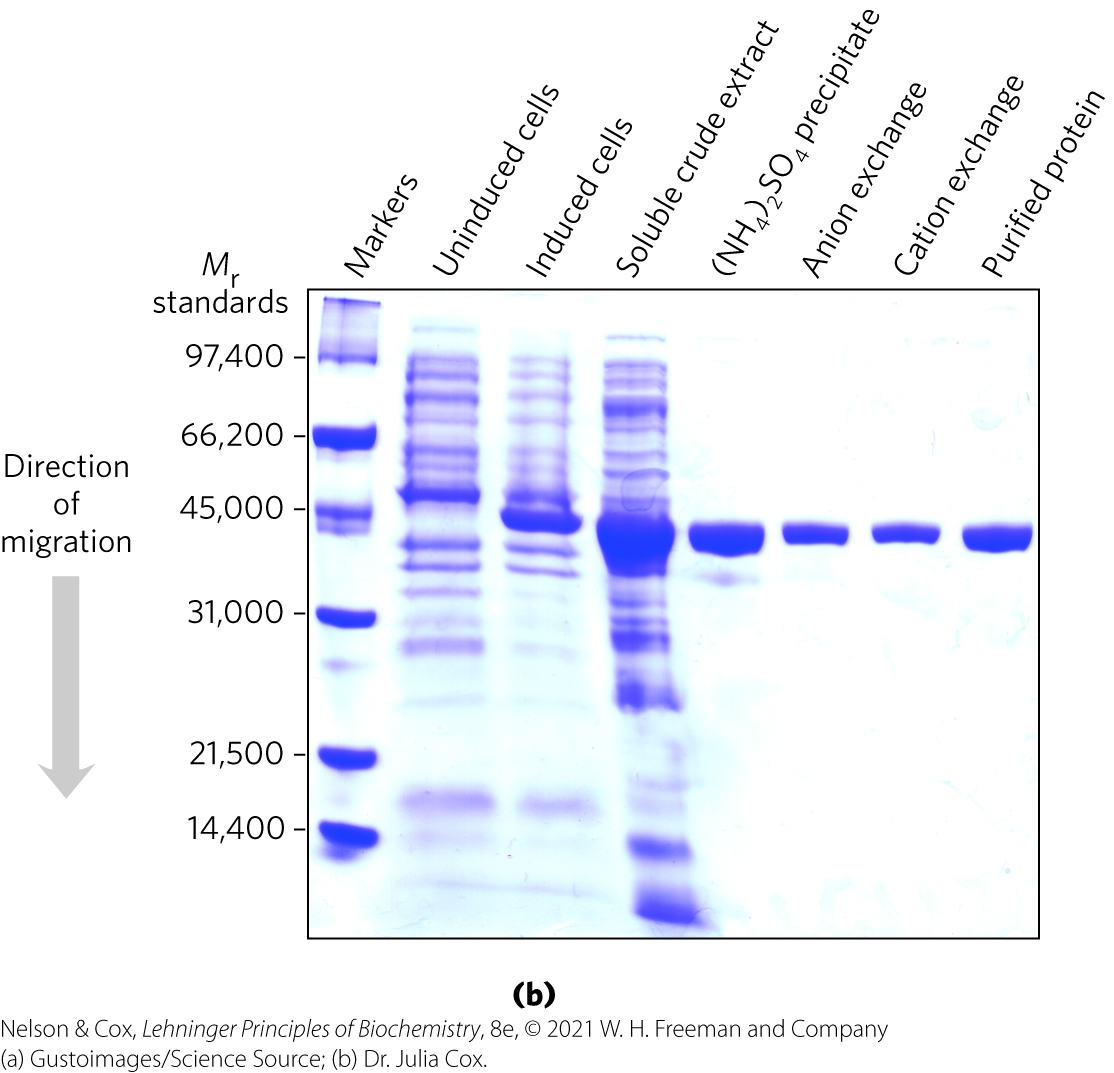 Markers
Uninduced cells
Induced cells
Soluble crude extract
(NH₄)₂SO₄ precipitate
Anion exchange
Cation exchange
Purified protein
Mᵣ
standards
97,400
66,200
45,000
31,000
21,500
14,400
Direction
of
migration
(b)
Nelson & Cox, Lehninger Principles of Biochemistry, 8e, © 2021 W. H. Freeman and Company
(a) Gustoimages/Science Source; (b) Dr. Julia Cox.